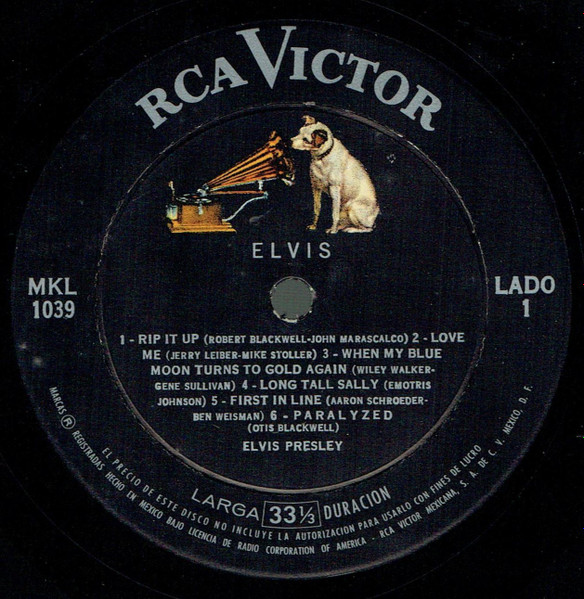 RCA VICTOR
ELVIS
MKL
1039
LADO
1
1 - RIP IT UP (ROBERT BLACKWELL-JOHN MARASCALCO) 2 - LOVE
ME (JERRY LEIBER-MIKE STOLLER) 3 - WHEN MY BLUE
MOON TURNS TO GOLD AGAIN (WILEY WALKER-
GENE SULLIVAN) 4 - LONG TALL SALLY (EMOTRIS
JOHNSON) 5 - FIRST IN LINE (AARON SCHROEDER-
BEN WEISMAN) 6 - PARALYZED
(OTIS BLACKWELL)
ELVIS PRESLEY
LARGA 33 1/3 DURACION
EL PRECIO DE ESTE DISCO NO INCLUYE LA AUTORIZACION PARA USARLO CON FINES DE LUCRO
MARCAS ® REGISTRADAS HECHO EN MEXICO BAJO LICENCIA DE RADIO CORPORATION OF AMERICA - RCA VICTOR MEXICANA, S. A. DE C. V. MEXICO, D. F.